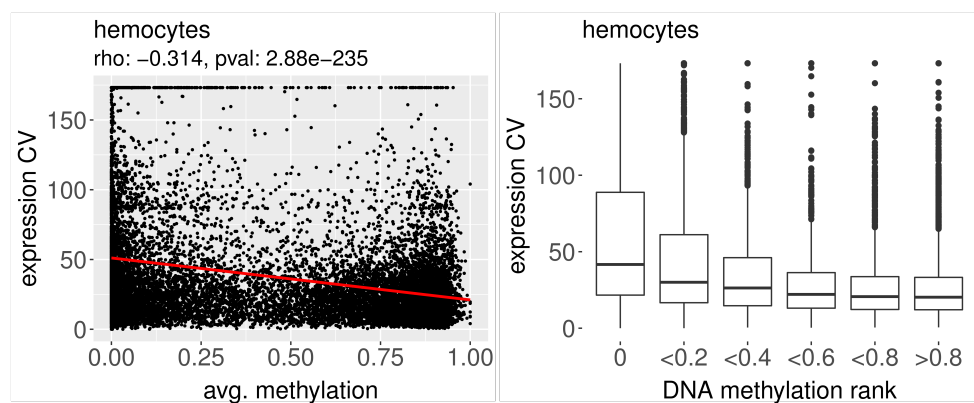 hemocytes
rho: −0.314, pval: 2.88e−235
expression CV
150
100
50
0
0.00 0.25 0.50 0.75 1.00
avg. methylation
hemocytes
expression CV
150
100
50
0
0 <0.2 <0.4 <0.6 <0.8 >0.8
DNA methylation rank